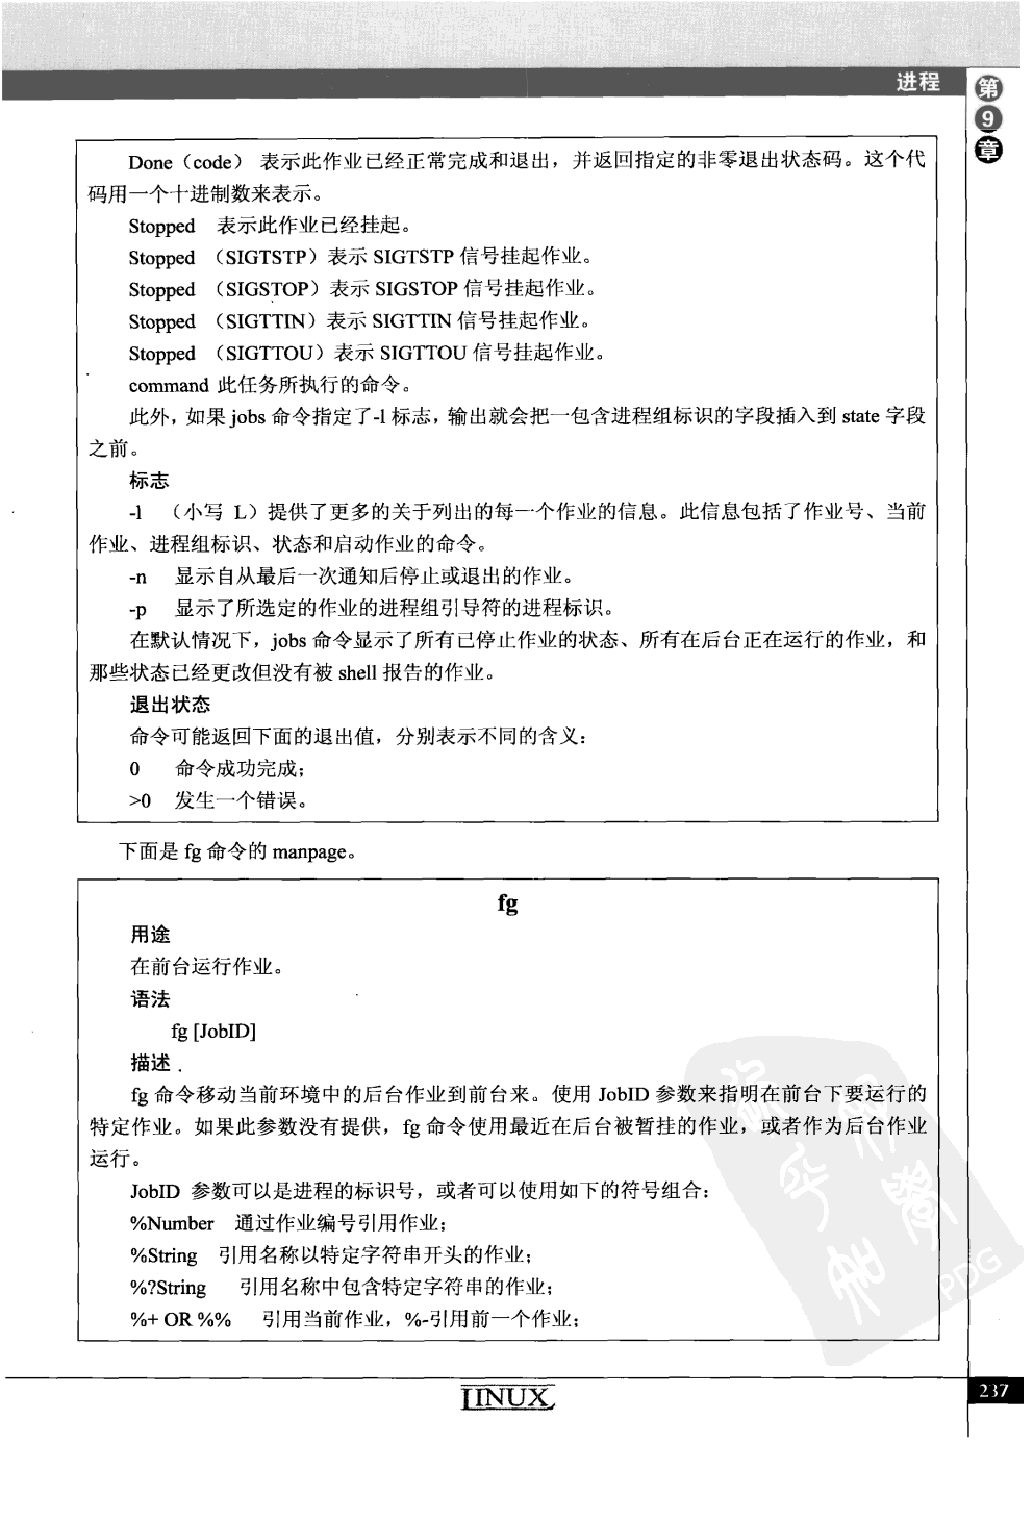 进程
第9章
Done（code） 表示此作业已经正常完成和退出，并返回指定的非零退出状态码。这个代
码用一个十进制数来表示。
Stopped 表示此作业已经挂起。
Stopped （SIGTSTP）表示 SIGTSTP 信号挂起作业。
Stopped （SIGSTOP）表示 SIGSTOP 信号挂起作业。
Stopped （SIGTTIN）表示 SIGTTIN 信号挂起作业。
Stopped （SIGTTOU）表示 SIGTTOU 信号挂起作业。
command 此任务所执行的命令。
此外，如果 jobs 命令指定了-l 标志，输出就会把一包含进程组标识的字段插入到 state 字段
之前。
标志
-l （小写 L）提供了更多的关于列出的每一个作业的信息。此信息包括了作业号、当前
作业、进程组标识、状态和启动作业的命令。
-n 显示自从最后一次通知后停止或退出的作业。
-p 显示了所选定的作业的进程组引导符的进程标识。
在默认情况下，jobs 命令显示了所有已停止作业的状态、所有在后台正在运行的作业，和
那些状态已经更改但没有被 shell 报告的作业。
退出状态
命令可能返回下面的退出值，分别表示不同的含义：
0 命令成功完成；
>0 发生一个错误。
下面是 fg 命令的 manpage。
fg
用途
在前台运行作业。
语法
fg [JobID]
描述
fg 命令移动当前环境中的后台作业到前台来。使用 JobID 参数来指明在前台下要运行的
特定作业。如果此参数没有提供，fg 命令使用最近在后台被暂挂的作业，或者作为后台作业
运行。
JobID 参数可以是进程的标识号，或者可以使用如下的符号组合：
%Number 通过作业编号引用作业；
%String 引用名称以特定字符串开头的作业；
%?String 引用名称中包含特定字符串的作业；
%+ OR %% 引用当前作业，%-引用前一个作业；
PDG
LINUX
237